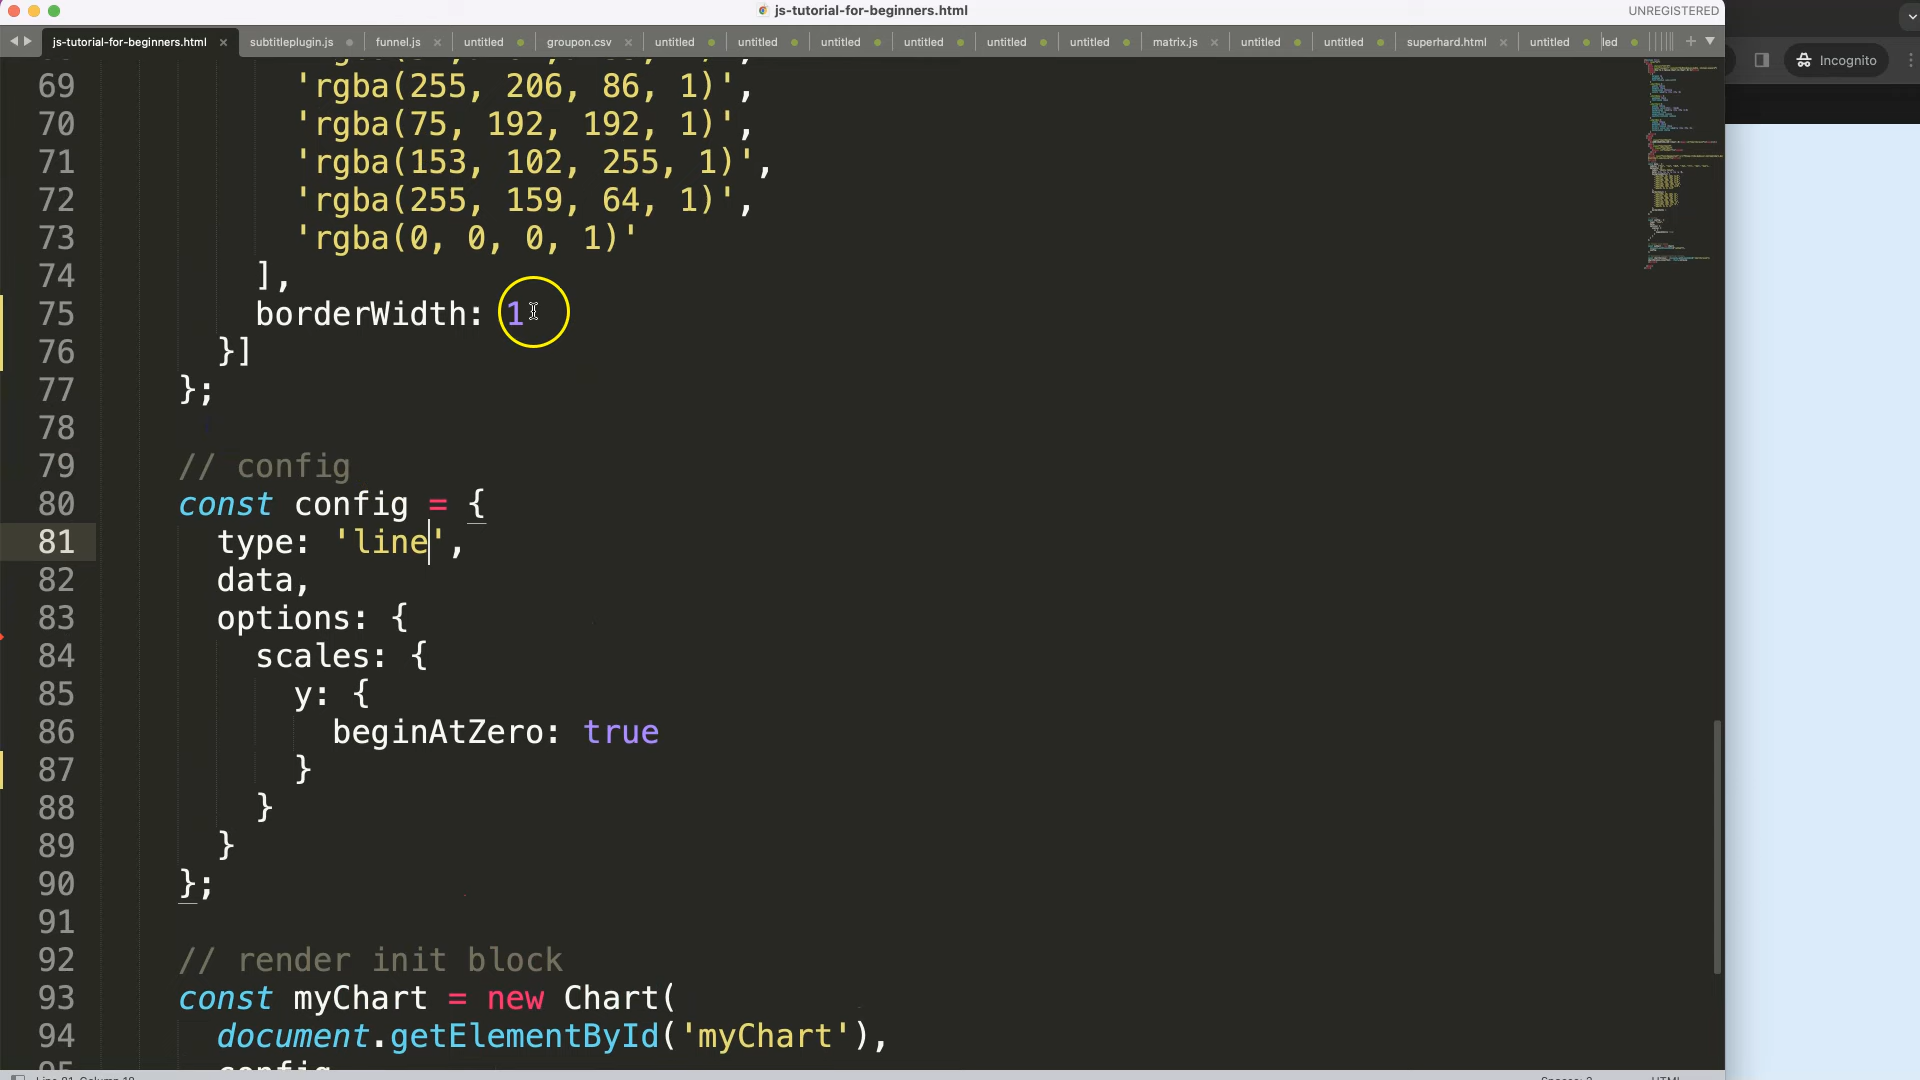 js-tutorial-for-beginners.html
UNREGISTERED
js-tutorial-for-beginners.html × subtitleplugin.js funnel.js × untitled groupon.csv × untitled untitled untitled untitled untitled untitled matrix.js × untitled untitled superhard.html × untitled led
Incognito
69 'rgba(255, 206, 86, 1)',
70 'rgba(75, 192, 192, 1)',
71 'rgba(153, 102, 255, 1)',
72 'rgba(255, 159, 64, 1)',
73 'rgba(0, 0, 0, 1)'
74 ],
75 borderWidth: 1
76 }]
77 };
78
79 // config
80 const config = {
81 type: 'line',
82 data,
83 options: {
84 scales: {
85 y: {
86 beginAtZero: true
87 }
88 }
89 }
90 };
91
92 // render init block
93 const myChart = new Chart(
94 document.getElementById('myChart'),